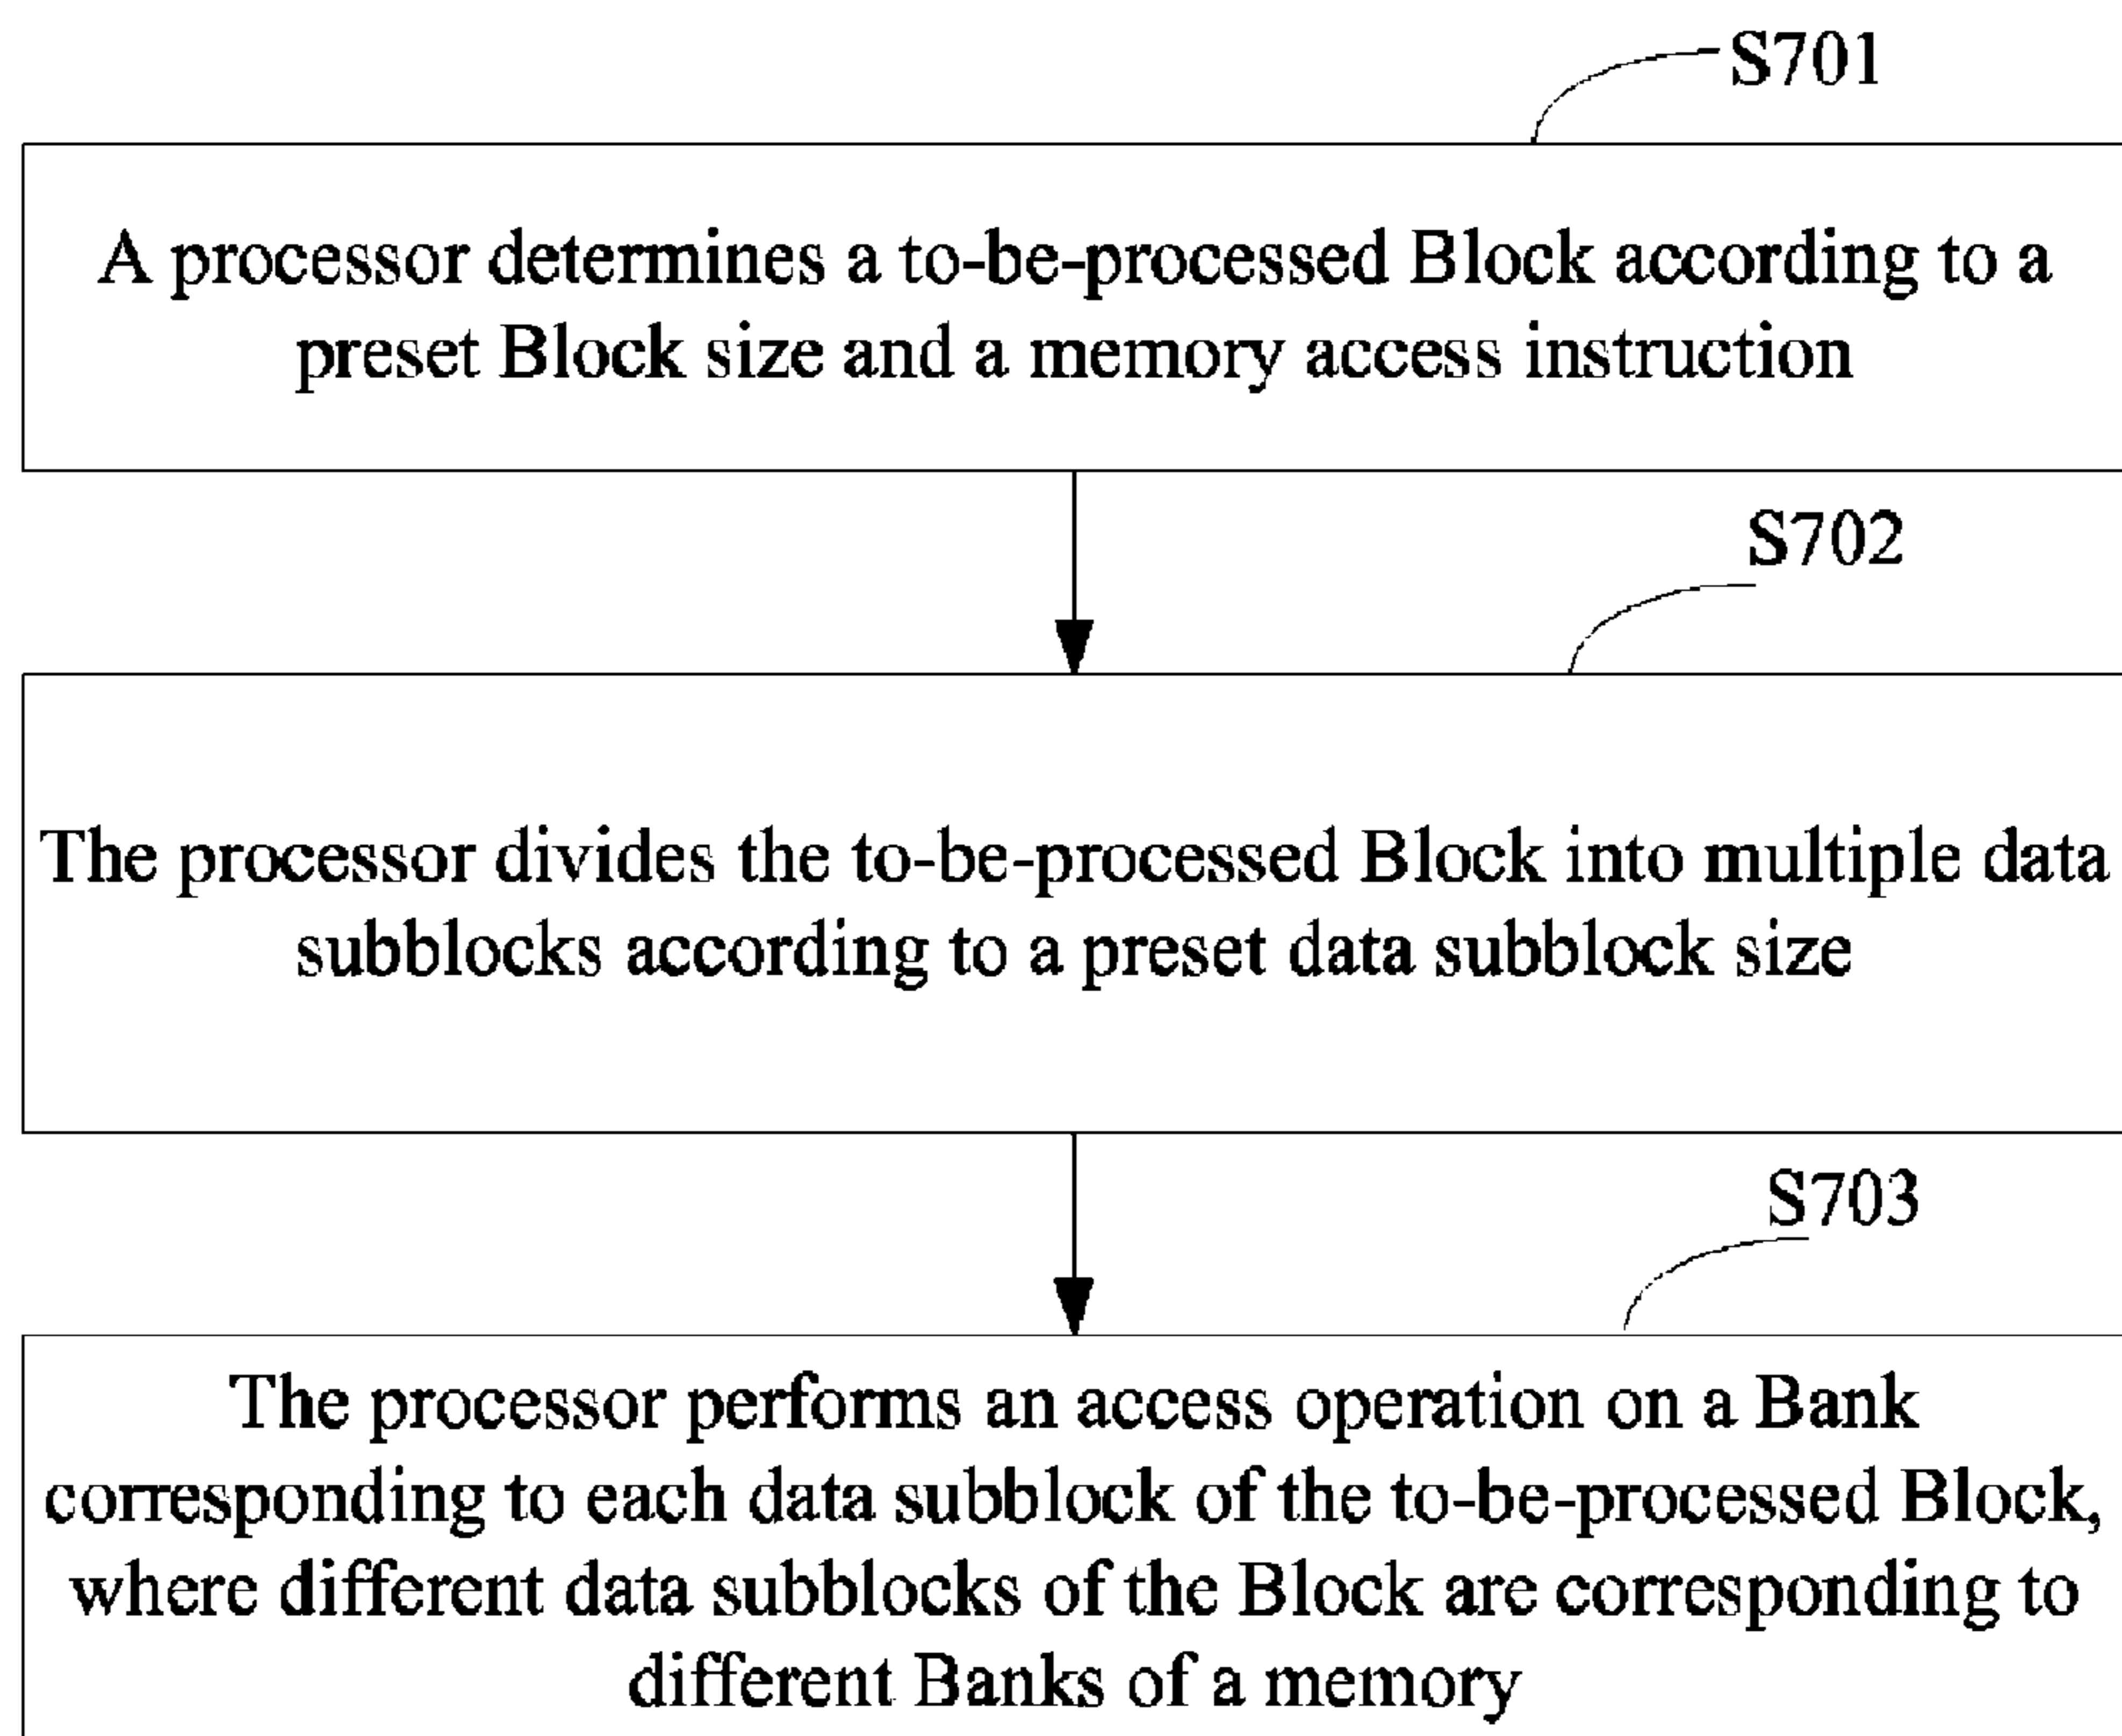 S701
A processor determines a to-be-processed Block according to a
preset Block size and a memory access instruction
S702
The processor divides the to-be-processed Block into multiple data
subblocks according to a preset data subblock size
S703
The processor performs an access operation on a Bank
corresponding to each data subblock of the to-be-processed Block,
where different data subblocks of the Block are corresponding to
different Banks of a memory